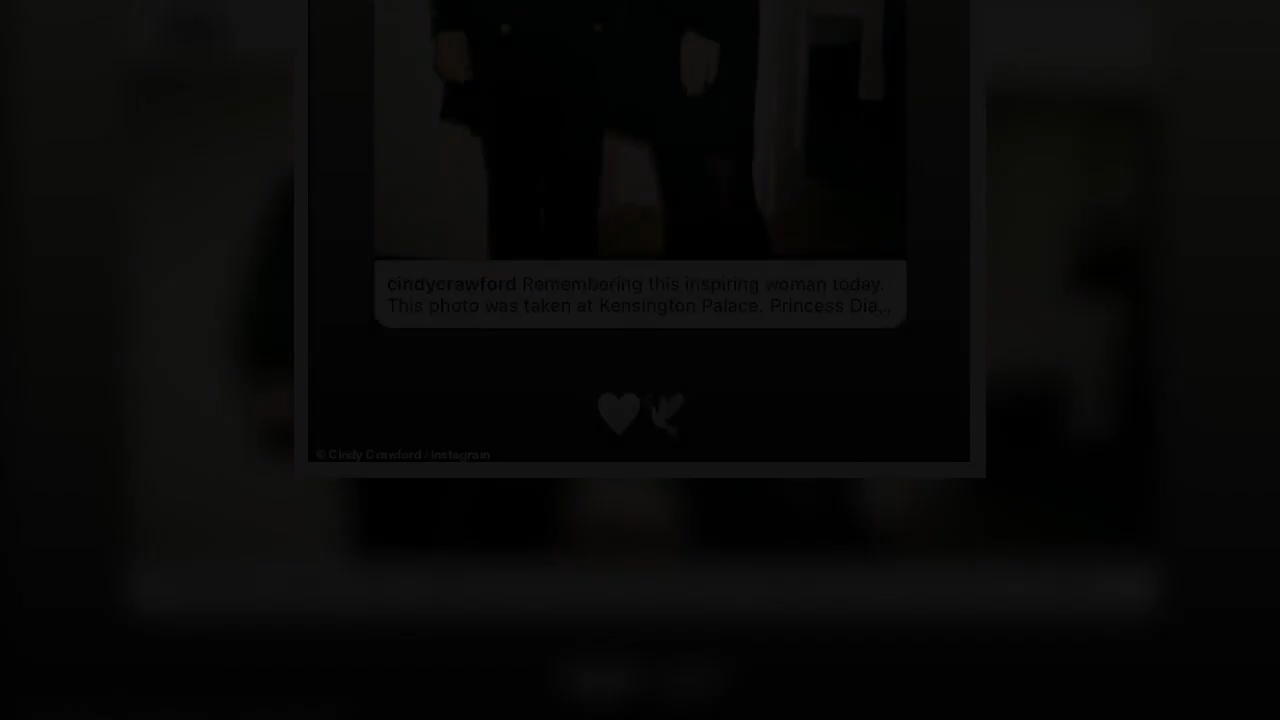 cindycrawford Remembering this inspiring woman today.
This photo was taken at Kensington Palace. Princess Dia...
© Cindy Crawford / Instagram